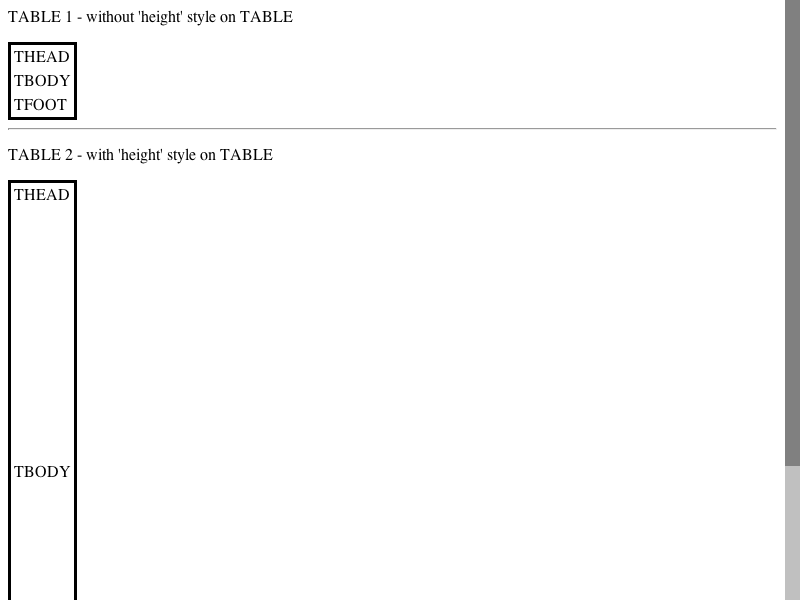 TABLE 1 - without 'height' style on TABLE
THEAD
TBODY
TFOOT
TABLE 2 - with 'height' style on TABLE
THEAD
TBODY